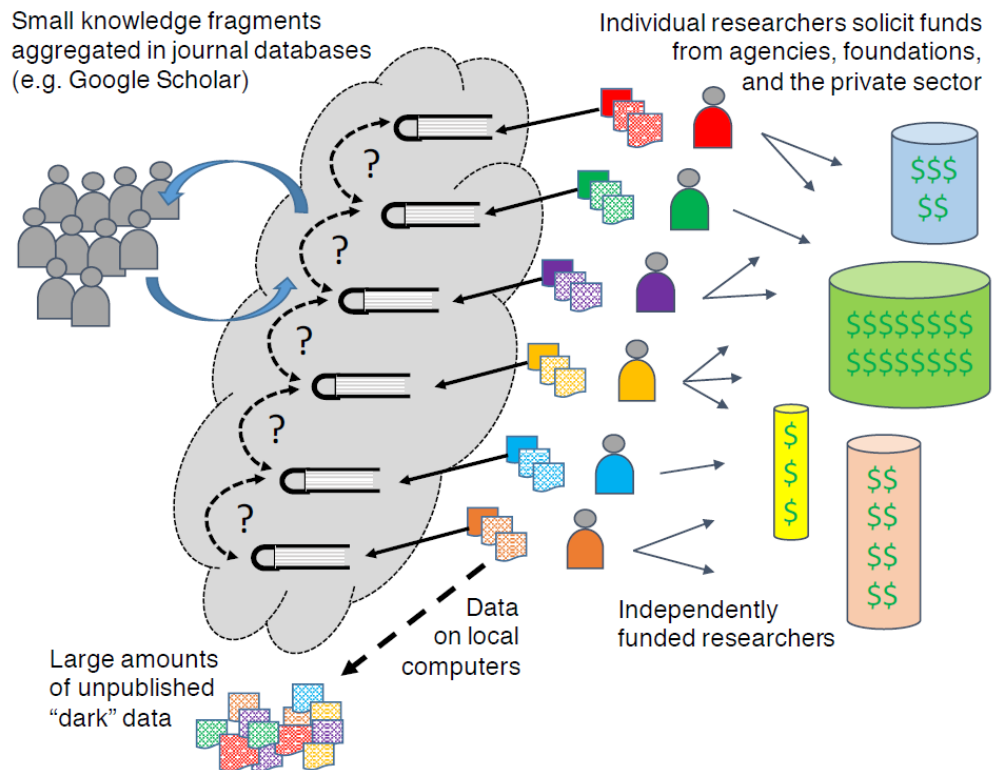 Small knowledge fragments
aggregated in journal databases
(e.g. Google Scholar)
Individual researchers solicit funds
from agencies, foundations,
and the private sector
?
?
?
?
?
$$$
$$
$$$$$$$$
$$$$$$$$
$
$
$
$$
$$
$$
$$
Data
on local
computers
Independently
funded researchers
Large amounts
of unpublished
“dark” data